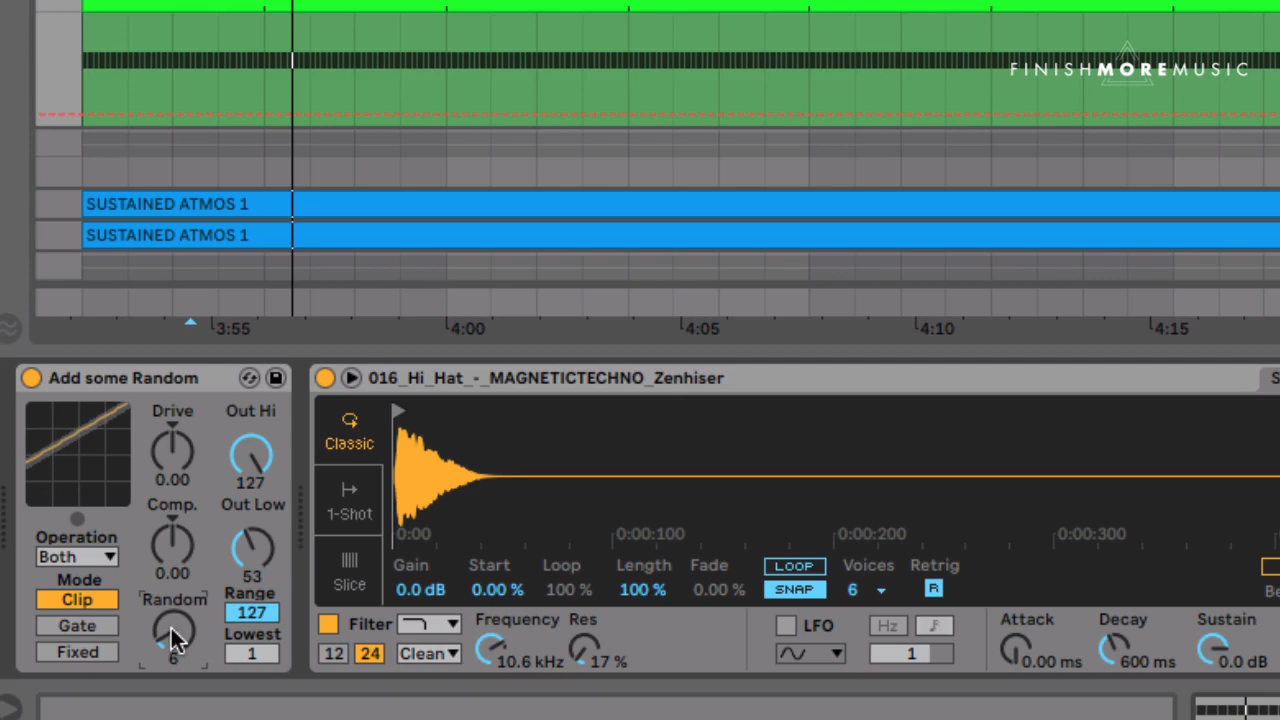 FINISHMOREMUSIC
SUSTAINED ATMOS 1
SUSTAINED ATMOS 1
3:55 4:00 4:05 4:10 4:15
Add some Random
Drive Out Hi
0.00 127
Comp. Out Low
0.00 53
Operation
Both
Mode
Clip
Gate
Fixed
Random
6
Range
127
Lowest
1
016_Hi_Hat_-_MAGNETICTECHNO_Zenhiser
S
Classic
1-Shot
Slice
0:00 0:00:100 0:00:200 0:00:300
Gain Start Loop Length Fade LOOP Voices Retrig
0.0 dB 0.00 % 100 % 100 % 0.00 % SNAP 6 R
Be
Filter Frequency Res LFO Hz Attack Decay Sustain
12 24 Clean 10.6 kHz 17 % 1 0.00 ms 600 ms 0.0 dB